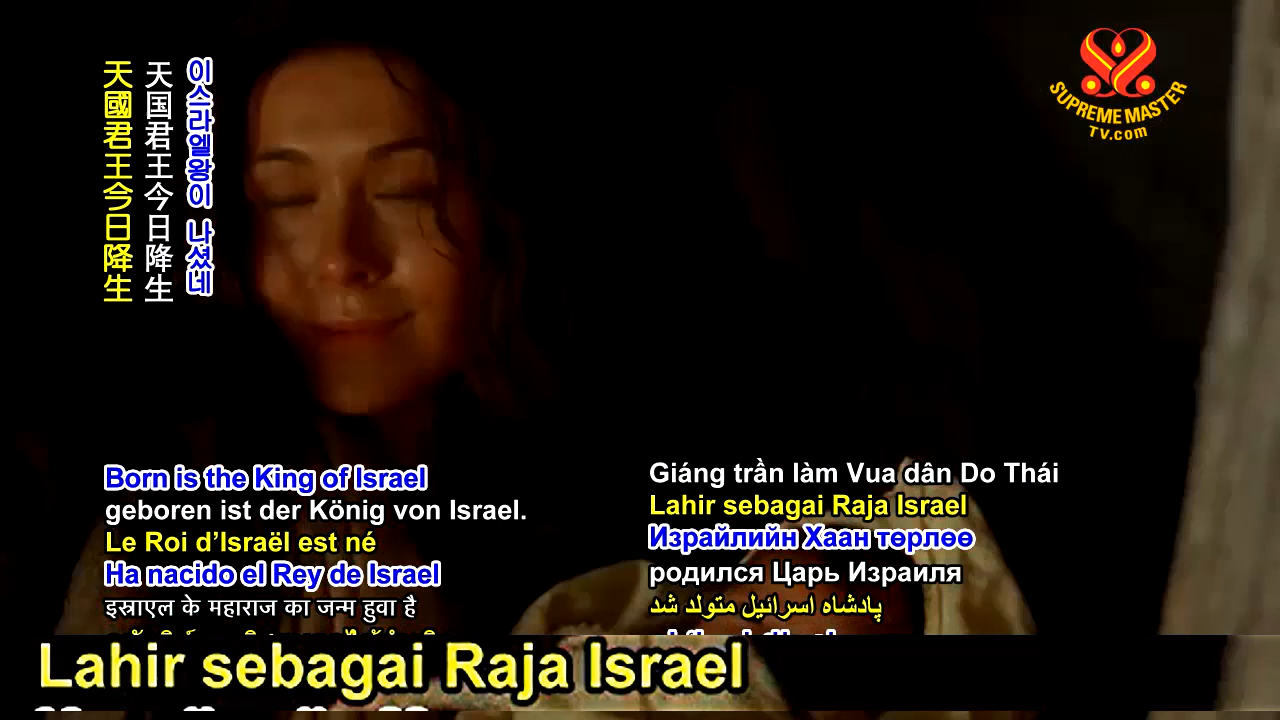 天國君王今日降生
天国君王今日降生
이스라엘왕이 나셨네
SUPREME MASTER
TV.com
Born is the King of Israel
geboren ist der König von Israel.
Le Roi d’Israël est né
Ha nacido el Rey de Israel
इस्राएल के महाराज का जन्म हुवा है
Giáng trần làm Vua dân Do Thái
Lahir sebagai Raja Israel
Израйлийн Хаан төрлөө
родился Царь Израиля
پادشاه اسرائیل متولد شد
Lahir sebagai Raja Israel